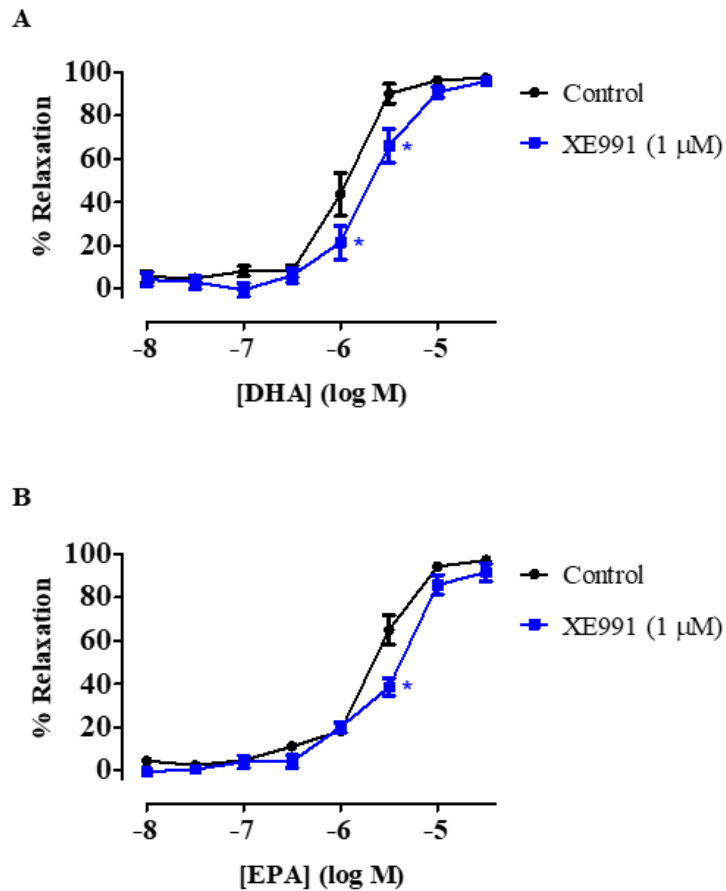 A
100
80
60
40
20
0
% Relaxation
-8 -7 -6 -5
[DHA] (log M)
Control
XE991 (1 μM)
*
*
B
100
80
60
40
20
0
% Relaxation
-8 -7 -6 -5
[EPA] (log M)
Control
XE991 (1 μM)
*